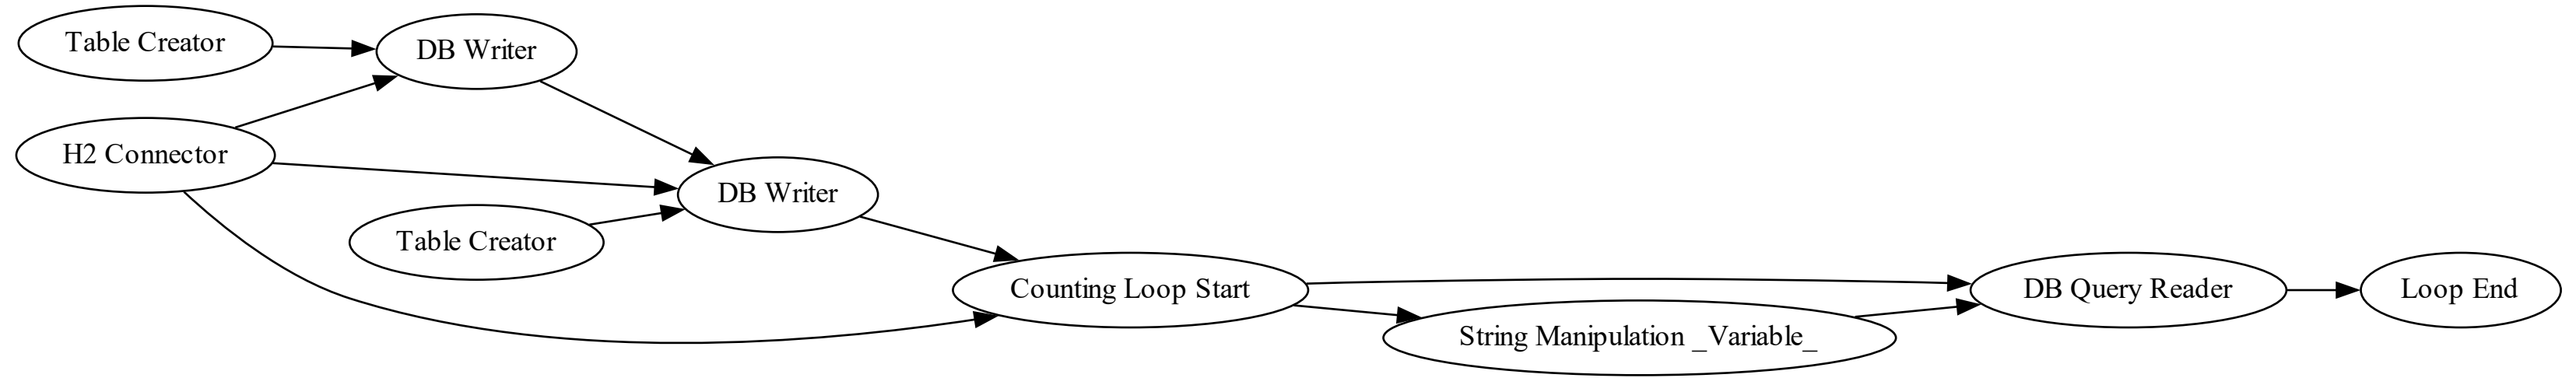 Table Creator
DB Writer
H2 Connector
DB Writer
Table Creator
Counting Loop Start
DB Query Reader
Loop End
String Manipulation _Variable_